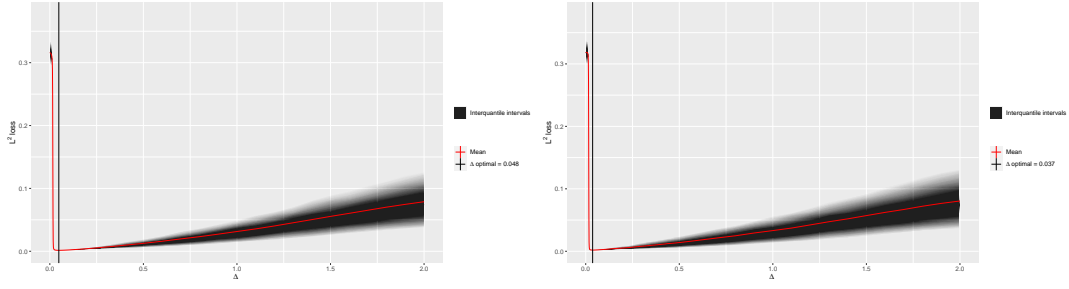 0.3
0.2
0.1
0.0
L² loss
0.0 0.5 1.0 1.5 2.0
Δ
Interquantile intervals
Mean
Δ optimal = 0.048
0.3
0.2
0.1
0.0
L² loss
0.0 0.5 1.0 1.5 2.0
Δ
Interquantile intervals
Mean
Δ optimal = 0.037